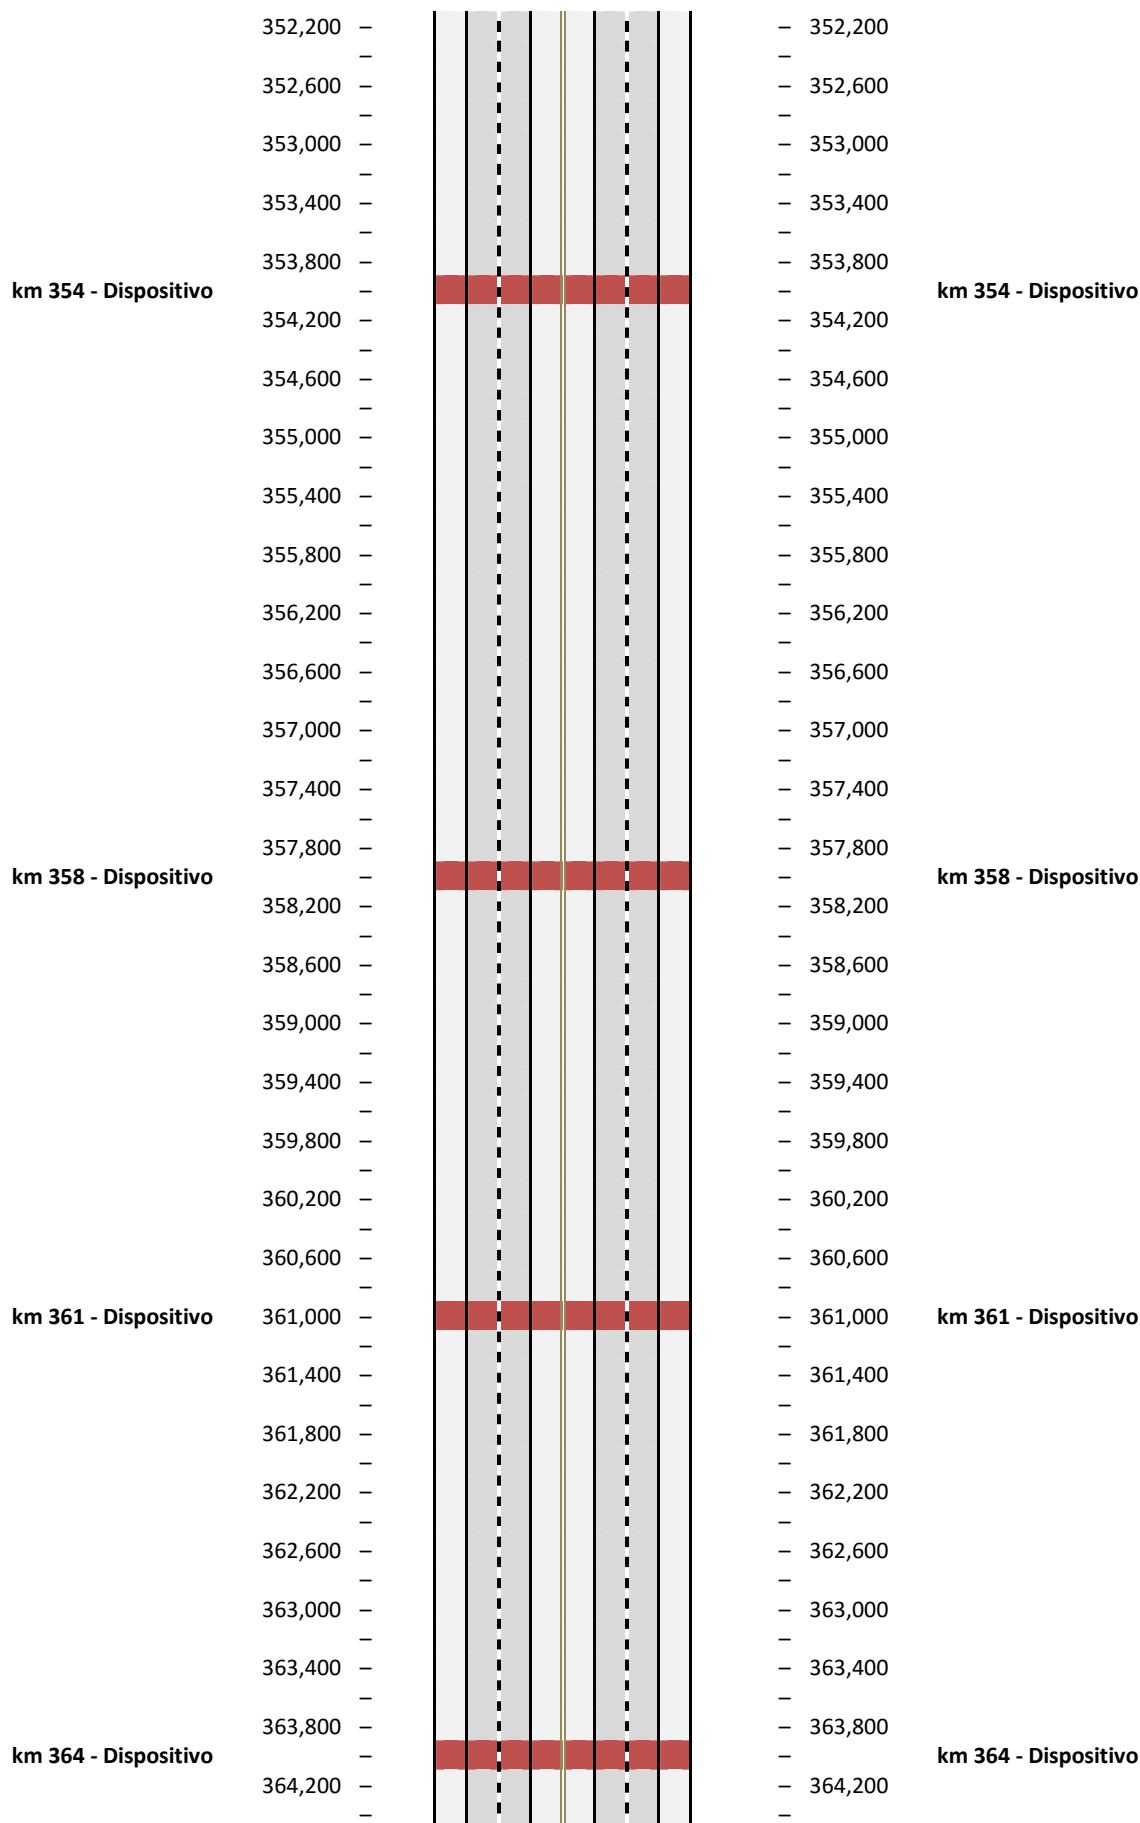 352,200 – – 352,200
– –
352,600 – – 352,600
– –
353,000 – – 353,000
– –
353,400 – – 353,400
– –
353,800 – – 353,800
km 354 - Dispositivo – – km 354 - Dispositivo
354,200 – – 354,200
– –
354,600 – – 354,600
– –
355,000 – – 355,000
– –
355,400 – – 355,400
– –
355,800 – – 355,800
– –
356,200 – – 356,200
– –
356,600 – – 356,600
– –
357,000 – – 357,000
– –
357,400 – – 357,400
– –
357,800 – – 357,800
km 358 - Dispositivo – – km 358 - Dispositivo
358,200 – – 358,200
– –
358,600 – – 358,600
– –
359,000 – – 359,000
– –
359,400 – – 359,400
– –
359,800 – – 359,800
– –
360,200 – – 360,200
– –
360,600 – – 360,600
– –
km 361 - Dispositivo 361,000 – – 361,000 km 361 - Dispositivo
– –
361,400 – – 361,400
– –
361,800 – – 361,800
– –
362,200 – – 362,200
– –
362,600 – – 362,600
– –
363,000 – – 363,000
– –
363,400 – – 363,400
– –
363,800 – – 363,800
km 364 - Dispositivo – – km 364 - Dispositivo
364,200 – – 364,200
– –